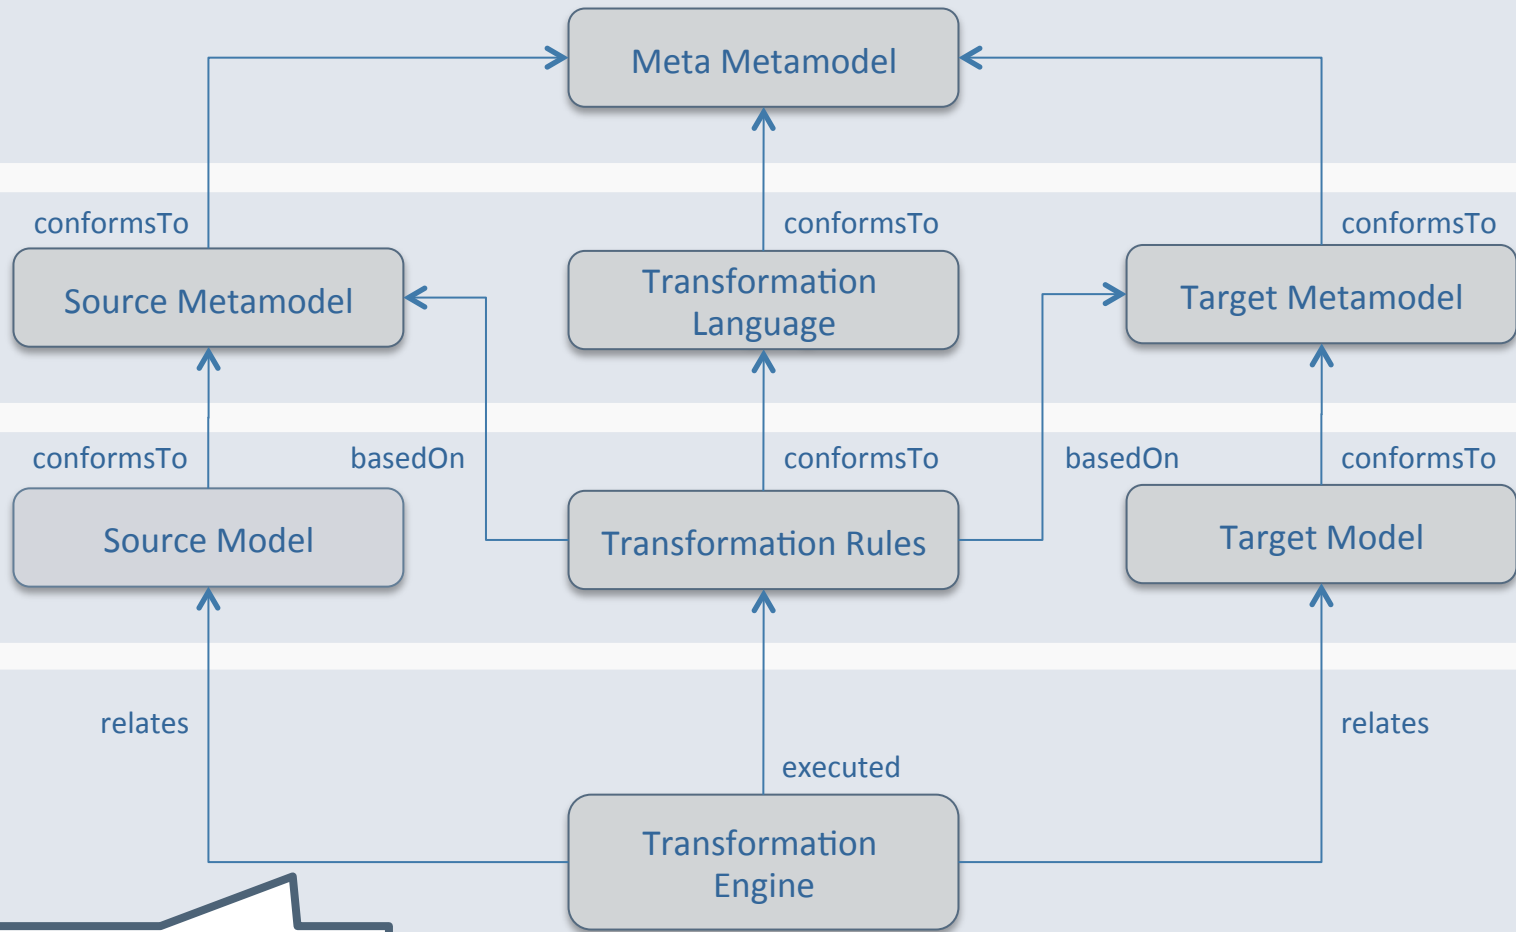 Meta Metamodel
conformsTo
conformsTo
conformsTo
Source Metamodel
Transformation
Language
Target Metamodel
conformsTo
basedOn
conformsTo
basedOn
conformsTo
Source Model
Transformation Rules
Target Model
relates
relates
executed
Transformation
Engine